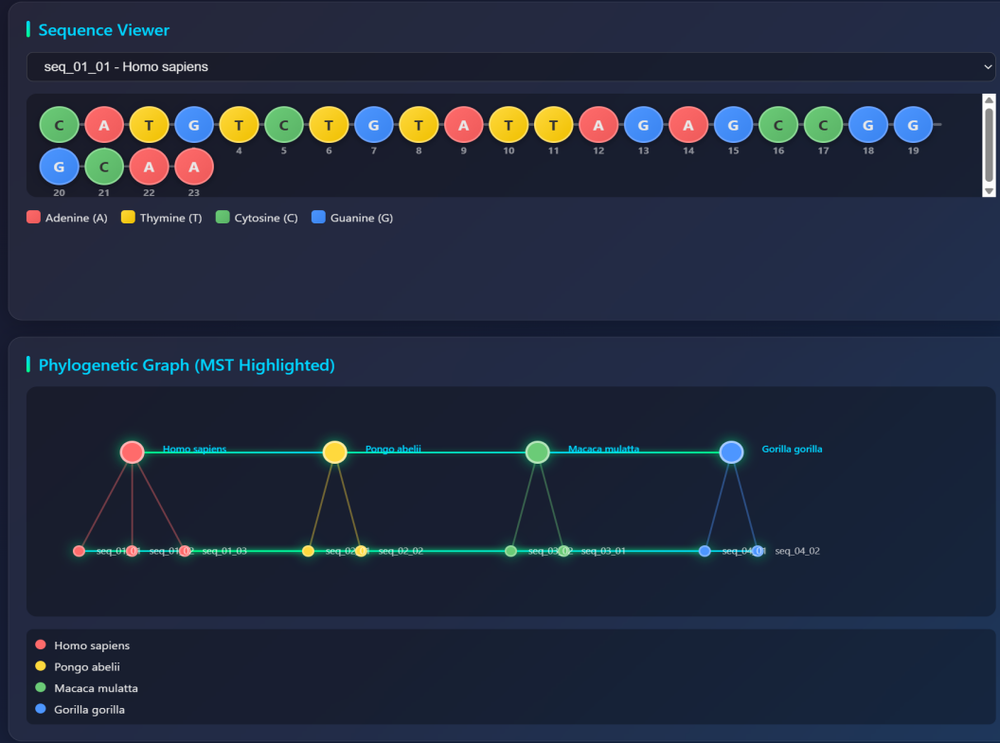 Sequence Viewer
seq_01_01 - Homo sapiens
C A T G T C T G T A T T A G A G C C G G
4 5 6 7 8 9 10 11 12 13 14 15 16 17 18 19
G C A A
20 21 22 23
Adenine (A) Thymine (T) Cytosine (C) Guanine (G)
Phylogenetic Graph (MST Highlighted)
Homo sapiens Pongo abelii Macaca mulatta Gorilla gorilla
seq_01_01 seq_01_02 seq_01_03 seq_02_01 seq_02_02 seq_03_02 seq_03_01 seq_04_01 seq_04_02
Homo sapiens
Pongo abelii
Macaca mulatta
Gorilla gorilla